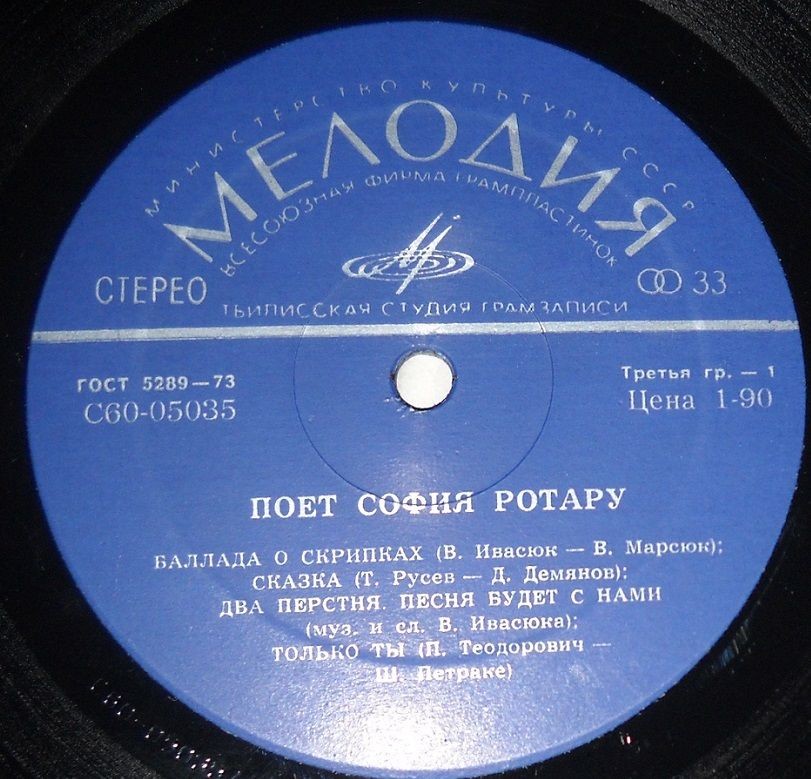 МИНИСТЕРСТВО КУЛЬТУРЫ СССР
МЕЛОДИЯ
ВСЕСОЮЗНАЯ ФИРМА ГРАМПЛАСТИНОК
СТЕРЕО
33
ТБИЛИССКАЯ СТУДИЯ ГРАМЗАПИСИ
ГОСТ 5289—73
Третья гр. — 1
С60-05035
Цена 1-90
ПОЕТ СОФИЯ РОТАРУ
БАЛЛАДА О СКРИПКАХ (В. Ивасюк — В. Марсюк);
СКАЗКА (Т. Русев — Д. Демянов);
ДВА ПЕРСТНЯ. ПЕСНЯ БУДЕТ С НАМИ
(муз. и сл. В. Ивасюка);
ТОЛЬКО ТЫ (П. Теодорович —
Ш. Петраке)